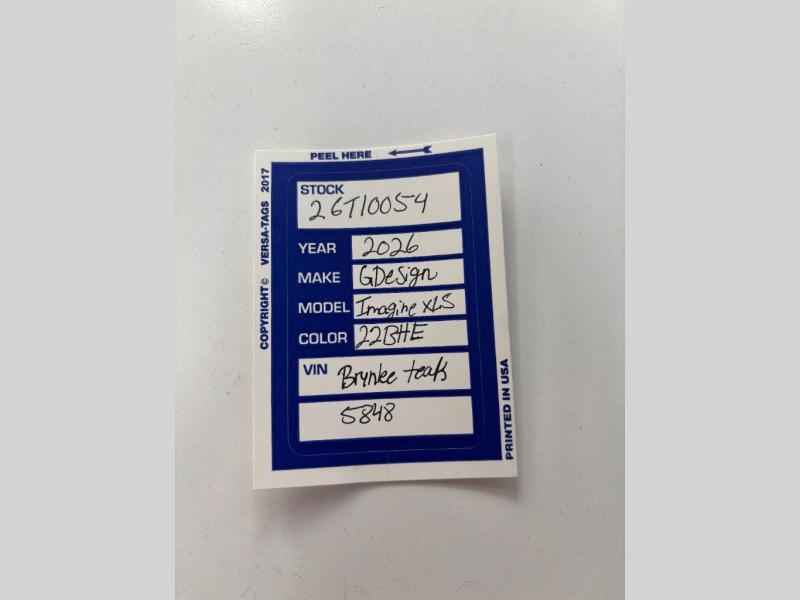 PEEL HERE
COPYRIGHT© VERSA-TAGS 2017
STOCK
26T10054
YEAR 2026
MAKE GDesign
MODEL Imagine XLS
COLOR 22BHE
VIN Brynlee teals
5848
PRINTED IN USA